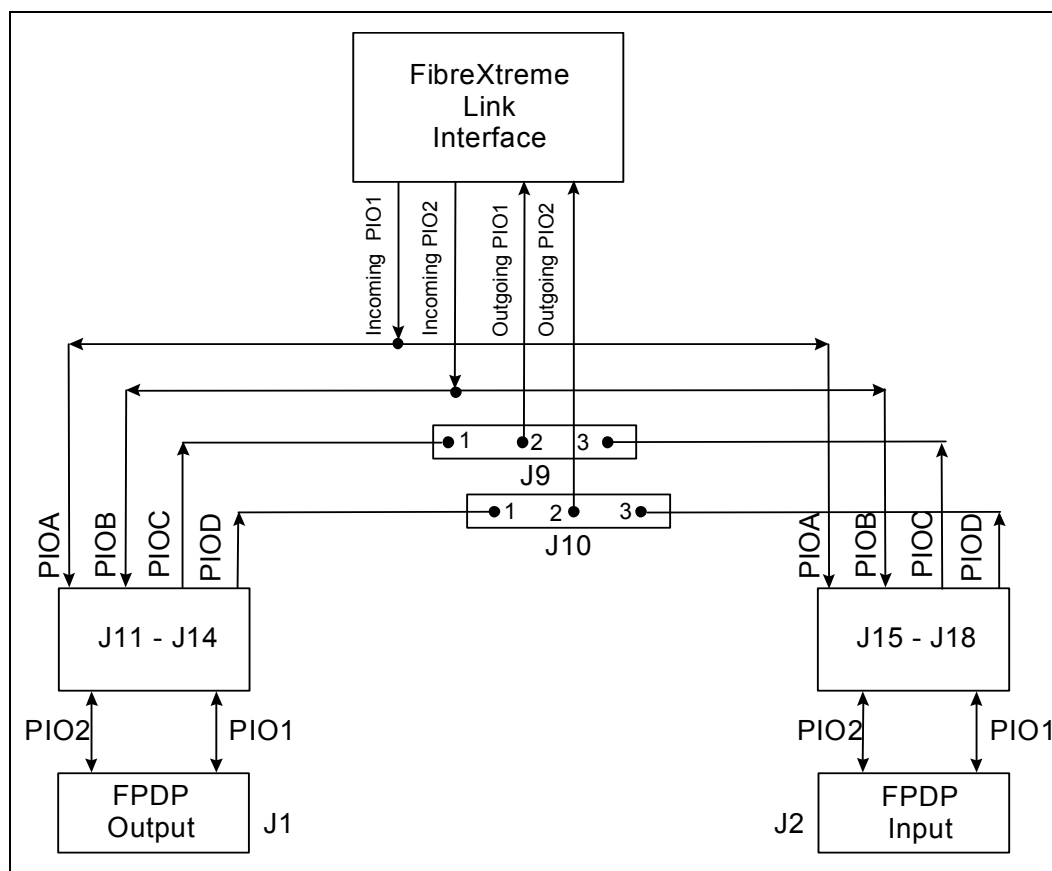 FibreXtreme
Link
Interface
Incoming PIO1
Incoming PIO2
Outgoing PIO1
Outgoing PIO2
1 2 3
J9
1 2 3
J10
PIOA
PIOB
PIOC
PIOD
PIOA
PIOB
PIOC
PIOD
J11 - J14
J15 - J18
PIO2
PIO1
PIO2
PIO1
FPDP
Output
J1
J2
FPDP
Input